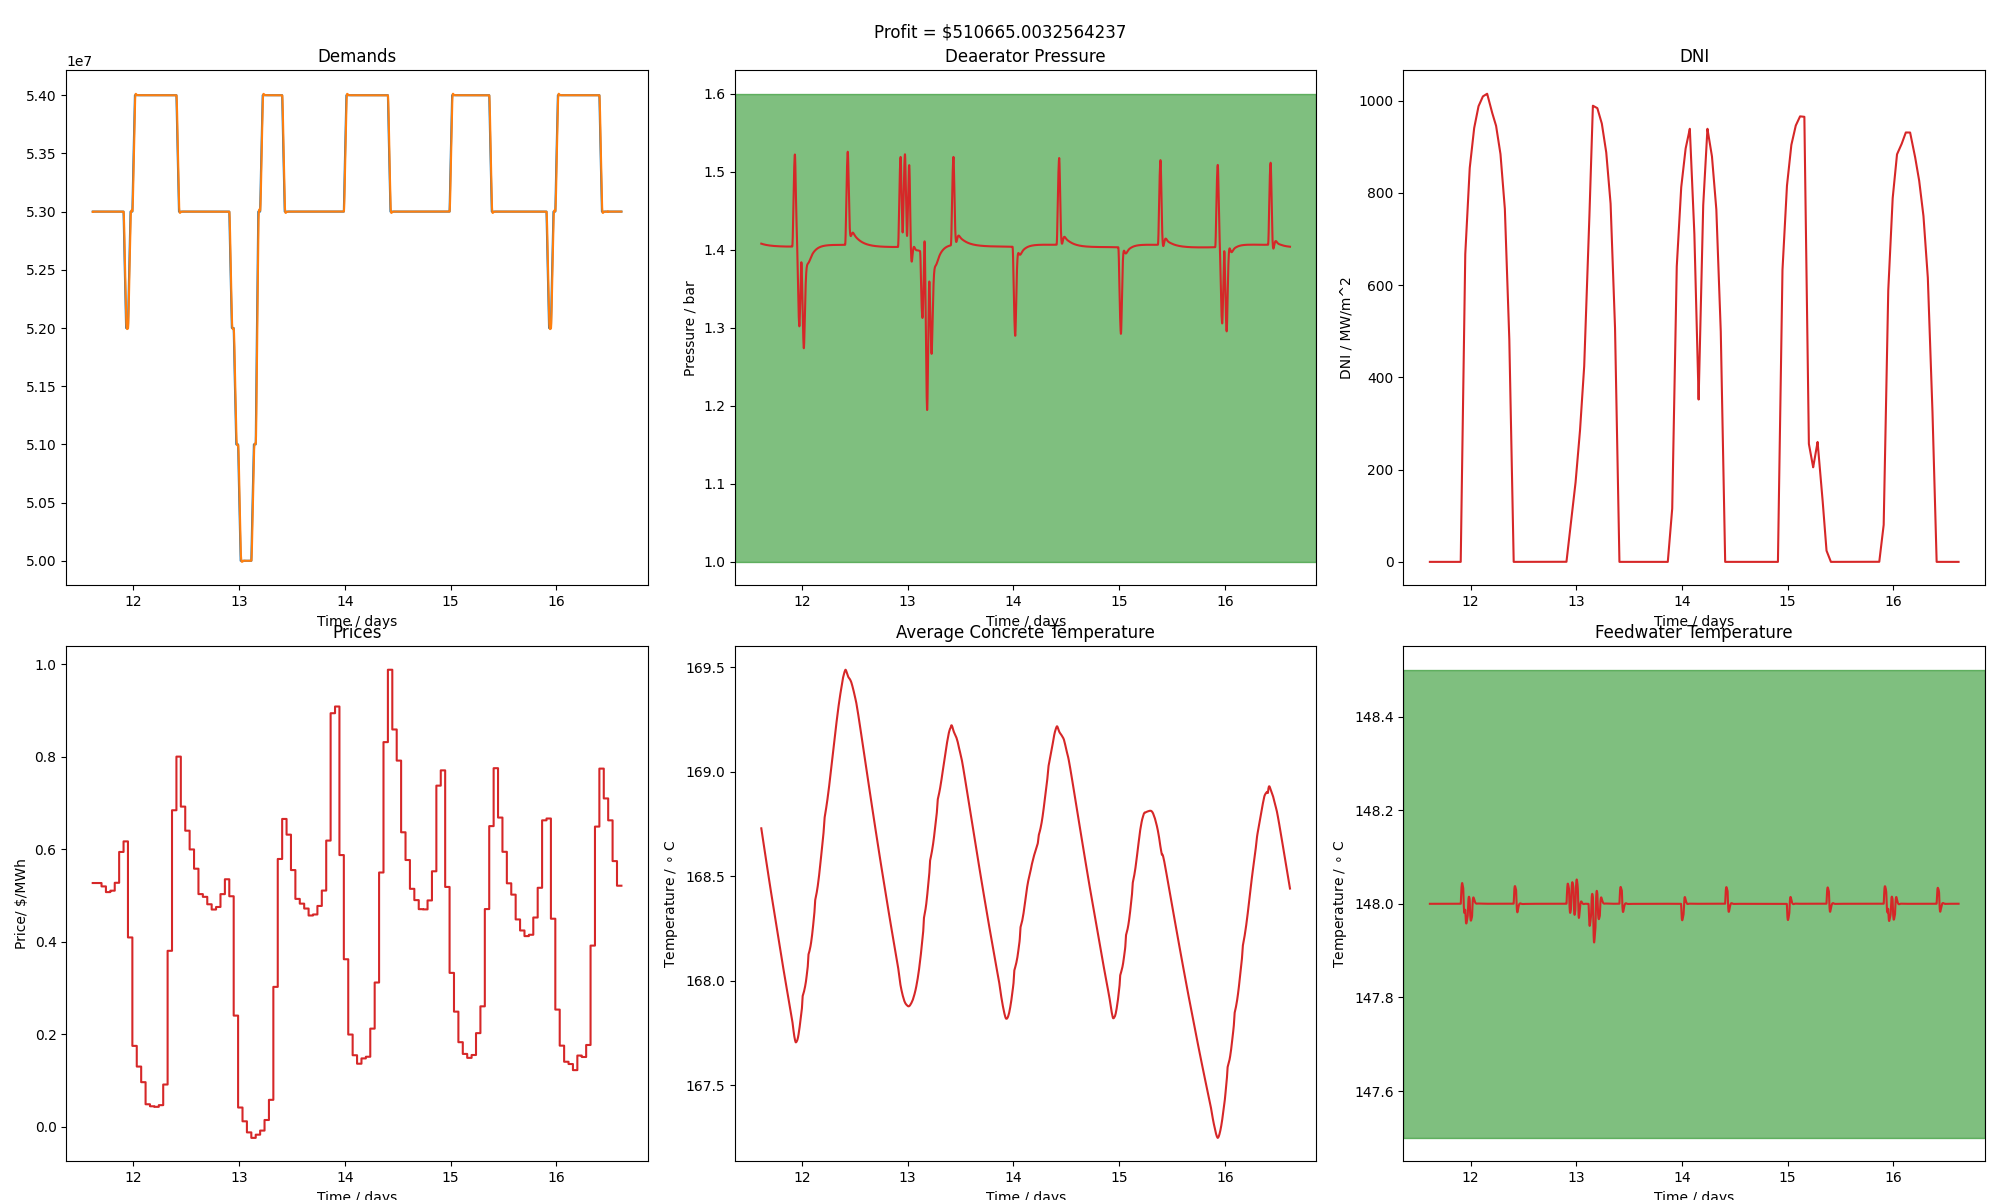 Profit = $510665.0032564237
Demands
1e7
5.40
5.35
5.30
5.25
5.20
5.15
5.10
5.05
5.00
12 13 14 15 16
Time / days
Deaerator Pressure
Pressure / bar
1.6
1.5
1.4
1.3
1.2
1.1
1.0
12 13 14 15 16
Time / days
DNI
DNI / MW/m^2
1000
800
600
400
200
0
12 13 14 15 16
Time / days
Prices
Price/ $/MWh
1.0
0.8
0.6
0.4
0.2
0.0
12 13 14 15 16
Time / days
Average Concrete Temperature
Temperature / ∘ C
169.5
169.0
168.5
168.0
167.5
12 13 14 15 16
Time / days
Feedwater Temperature
Temperature / ∘ C
148.4
148.2
148.0
147.8
147.6
12 13 14 15 16
Time / days